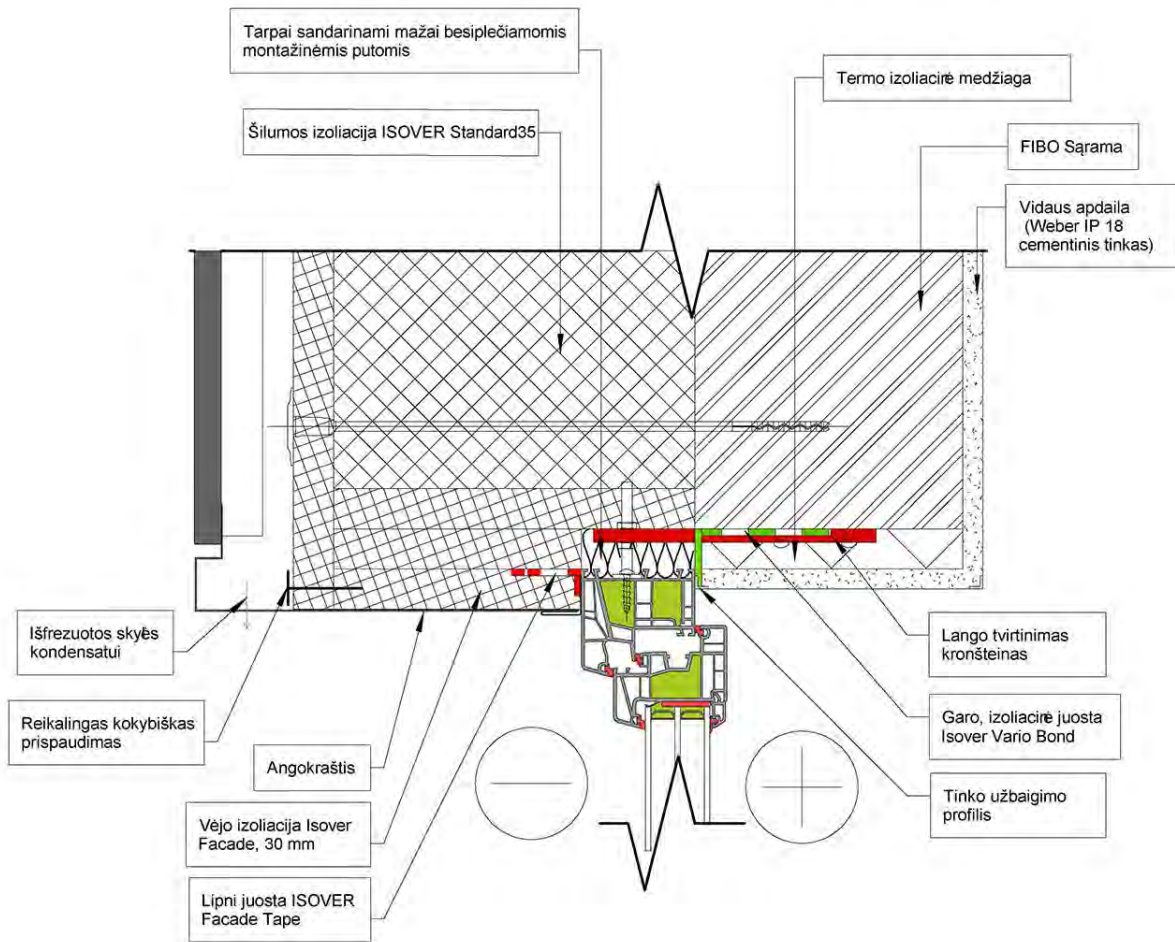 Tarpai sandarinami mažai besiplečiamomis
montažinėmis putomis
Termo izoliacinė medžiaga
Šilumos izoliacija ISOVER Standard35
FIBO Sąrama
Vidaus apdaila
(Weber IP 18
cementinis tinkas)
Išfrezuotos skylės
kondensatui
Lango tvirtinimas
kronšteinas
Reikalingas kokybiškas
prispaudimas
Garo, izoliacinė juosta
Isover Vario Bond
Angokraštis
Tinko užbaigimo
profilis
Vėjo izoliacija Isover
Facade, 30 mm
Lipni juosta ISOVER
Facade Tape